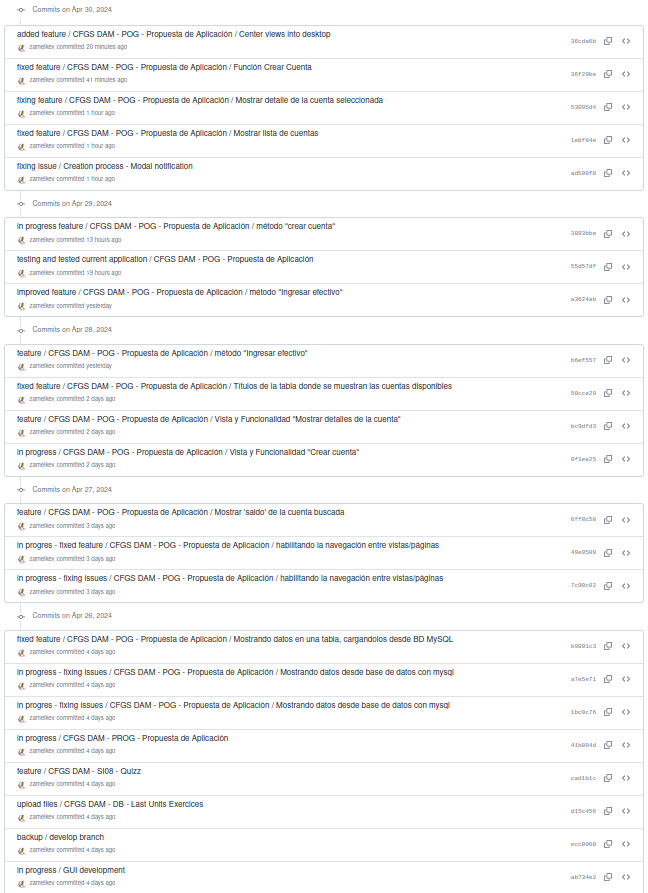 Commits on Apr 30, 2024
added feature / CFGS DAM - POG - Propuesta de Aplicación / Center views into desktop
zamelkev committed 20 minutes ago
36cda6b
fixed feature / CFGS DAM - POG - Propuesta de Aplicación / Función Crear Cuenta
zamelkev committed 41 minutes ago
36f29be
fixing feature / CFGS DAM - POG - Propuesta de Aplicación / Mostrar detalle de la cuenta seleccionada
zamelkev committed 1 hour ago
53095d4
fixed feature / CFGS DAM - POG - Propuesta de Aplicación / Mostrar lista de cuentas
zamelkev committed 1 hour ago
1ebf84e
fixing issue / Creation process - Modal notification
zamelkev committed 1 hour ago
ad590f0
Commits on Apr 29, 2024
in progress feature / CFGS DAM - POG - Propuesta de Aplicación / método "crear cuenta"
zamelkev committed 13 hours ago
3883bbe
testing and tested current application / CFGS DAM - POG - Propuesta de Aplicación
zamelkev committed 19 hours ago
55d57df
improved feature / CFGS DAM - POG - Propuesta de Aplicación / método "Ingresar efectivo"
zamelkev committed yesterday
a3624ab
Commits on Apr 28, 2024
feature / CFGS DAM - POG - Propuesta de Aplicación / método "Ingresar efectivo"
zamelkev committed yesterday
b6ef557
fixed feature / CFGS DAM - POG - Propuesta de Aplicación / Títulos de la tabla donde se muestran las cuentas disponibles
zamelkev committed 2 days ago
50cce29
feature / CFGS DAM - POG - Propuesta de Aplicación / Vista y Funcionalidad "Mostrar detalles de la cuenta"
zamelkev committed 2 days ago
bc9dfd3
in progress / CFGS DAM - POG - Propuesta de Aplicación / Vista y Funcionalidad "Crear cuenta"
zamelkev committed 2 days ago
0f1ee25
Commits on Apr 27, 2024
feature / CFGS DAM - POG - Propuesta de Aplicación / Mostrar 'saldo' de la cuenta buscada
zamelkev committed 3 days ago
6ff8c58
in progres - fixed feature / CFGS DAM - POG - Propuesta de Aplicación / habilitando la navegación entre vistas/páginas
zamelkev committed 3 days ago
49e9509
in progress - fixing issues / CFGS DAM - POG - Propuesta de Aplicación / habilitando la navegación entre vistas/páginas
zamelkev committed 3 days ago
7c90c02
Commits on Apr 26, 2024
fixed feature / CFGS DAM - POG - Propuesta de Aplicación / Mostrando datos en una tabla, cargandolos desde BD MySQL
zamelkev committed 4 days ago
b9891c3
in progress - fixing issues / CFGS DAM - POG - Propuesta de Aplicación / Mostrando datos desde base de datos con mysql
zamelkev committed 4 days ago
a7e5e71
in progres - fixing issues / CFGS DAM - POG - Propuesta de Aplicación / Mostrando datos desde base de datos con mysql
zamelkev committed 4 days ago
1bc9c76
in progress / CFGS DAM - PROG - Propuesta de Aplicación
zamelkev committed 4 days ago
41b804d
feature / CFGS DAM - SI08 - Quizz
zamelkev committed 4 days ago
cad1b1c
upload files / CFGS DAM - DB - Last Units Exercices
zamelkev committed 4 days ago
d15c456
backup / develop branch
zamelkev committed 4 days ago
ecc0060
in progress / GUI development
zamelkev committed 4 days ago
ab734e2